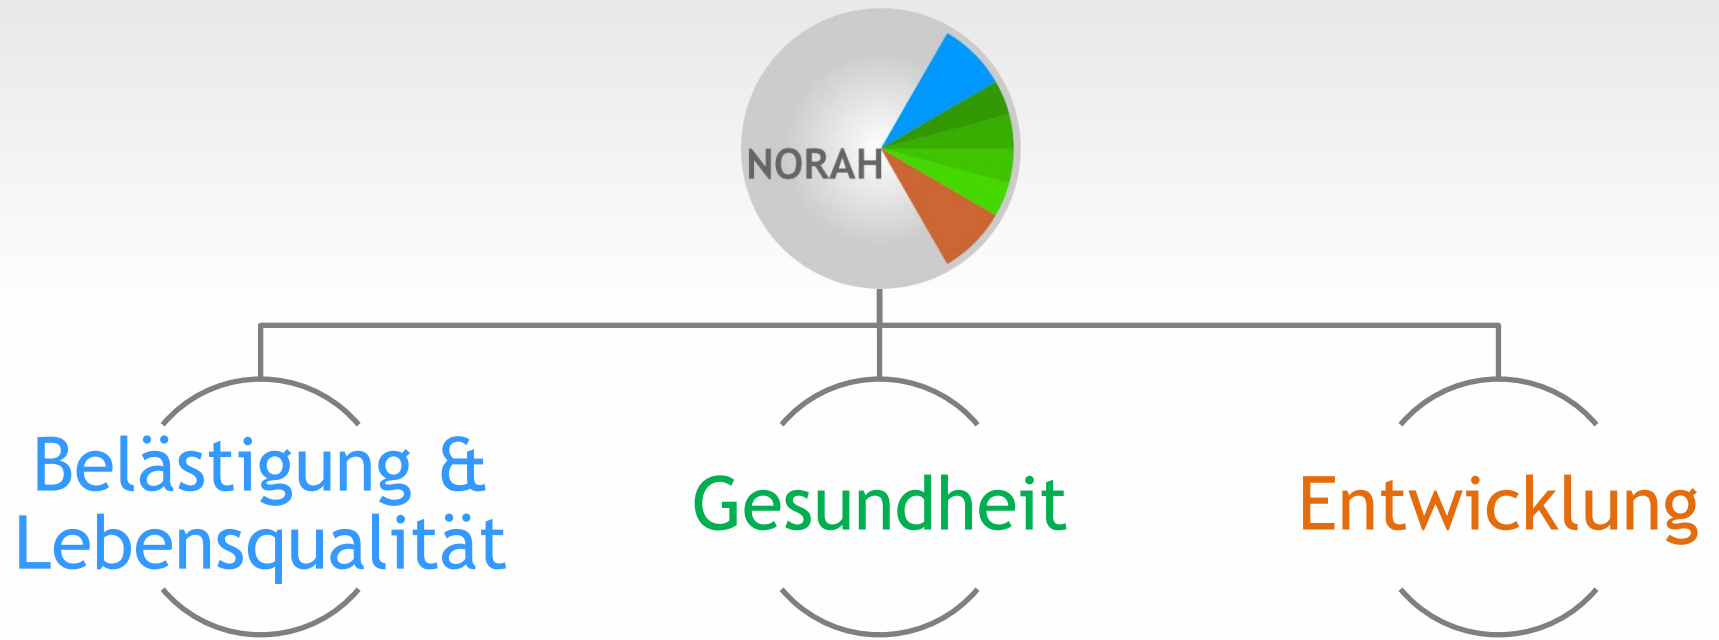 NORAH
Belästigung &
Lebensqualität
Gesundheit
Entwicklung